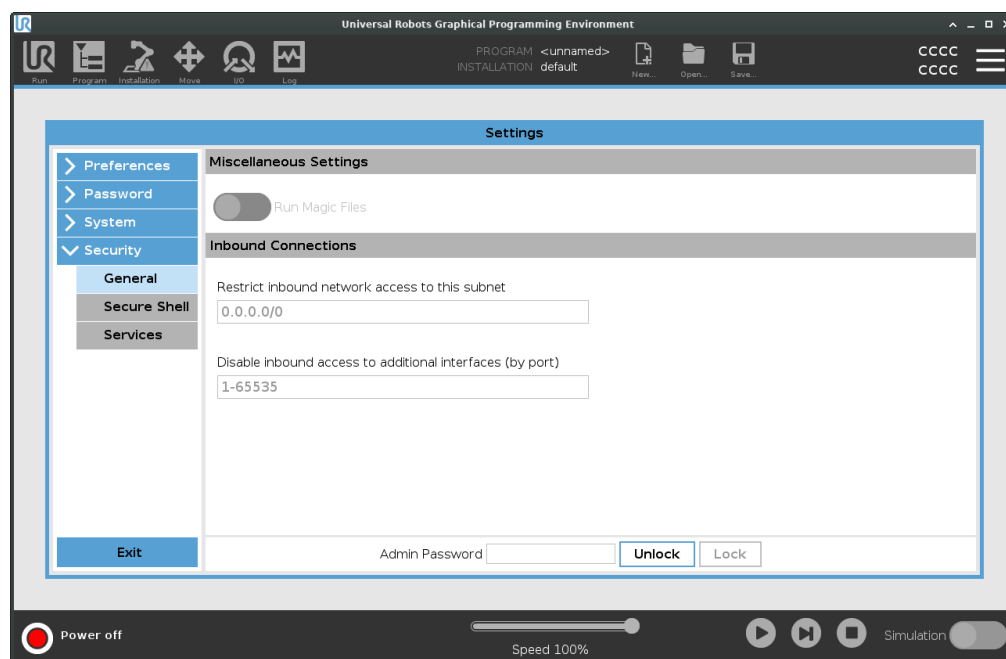 UR
Universal Robots Graphical Programming Environment
UR
Run
Program
Installation
Move
I/O
Log
PROGRAM <unnamed>
INSTALLATION default
New...
Open...
Save...
CCCC
CCCC
Settings
Preferences
Password
System
Security
General
Secure Shell
Services
Exit
Miscellaneous Settings
Run Magic Files
Inbound Connections
Restrict inbound network access to this subnet
0.0.0.0/0
Disable inbound access to additional interfaces (by port)
1-65535
Admin Password
Unlock
Lock
Power off
Speed 100%
Simulation